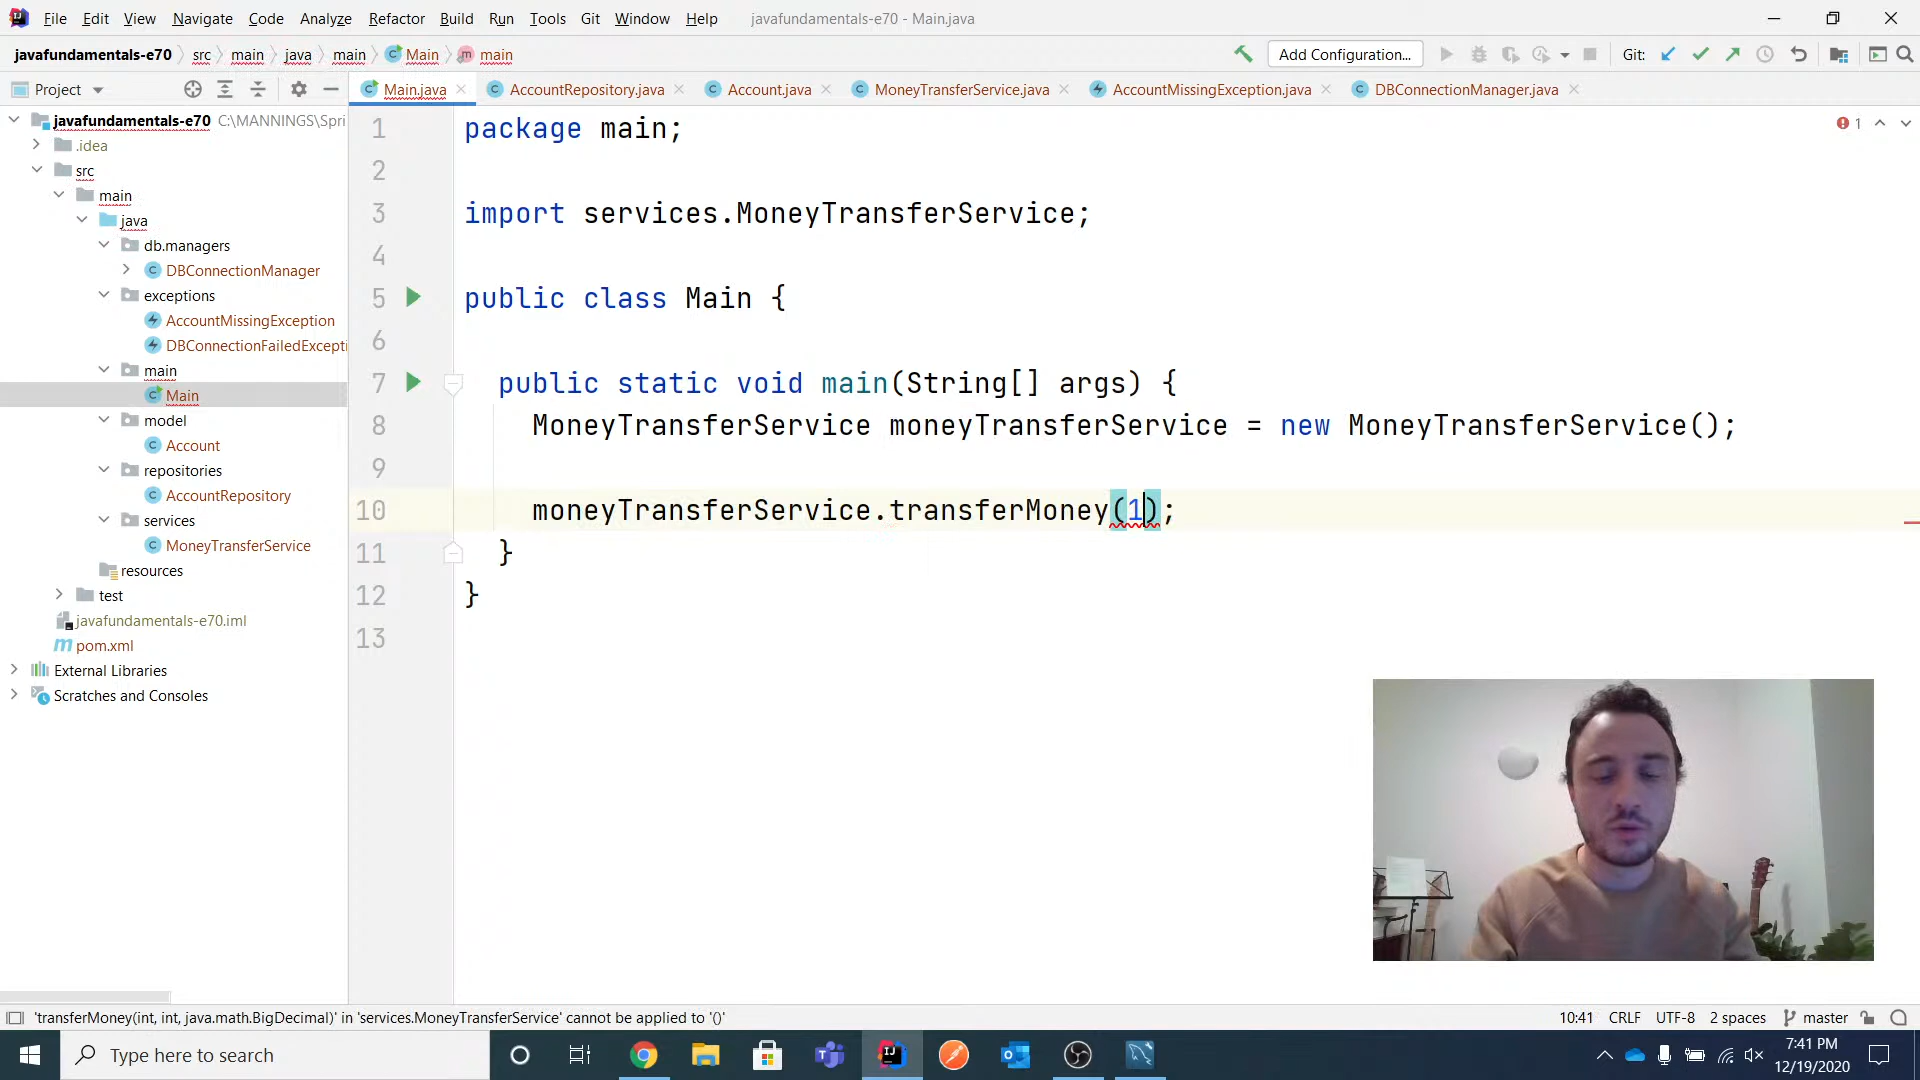 File Edit View Navigate Code Analyze Refactor Build Run Tools Git Window Help javafundamentals-e70 - Main.java
javafundamentals-e70 src main java main Main main Add Configuration... Git:
Project Main.java AccountRepository.java Account.java MoneyTransferService.java AccountMissingException.java DBConnectionManager.java
javafundamentals-e70 C:\MANNINGS\Spri
.idea
src
main
java
db.managers
DBConnectionManager
exceptions
AccountMissingException
DBConnectionFailedExcepti
main
Main
model
Account
repositories
AccountRepository
services
MoneyTransferService
resources
test
javafundamentals-e70.iml
pom.xml
External Libraries
Scratches and Consoles
1 package main;
2
3 import services.MoneyTransferService;
4
5 public class Main {
6
7 public static void main(String[] args) {
8 MoneyTransferService moneyTransferService = new MoneyTransferService();
9
10 moneyTransferService.transferMoney(1);
11 }
12 }
13
1
'transferMoney(int, int, java.math.BigDecimal)' in 'services.MoneyTransferService' cannot be applied to '()' 10:41 CRLF UTF-8 2 spaces master
Type here to search
7:41 PM
12/19/2020